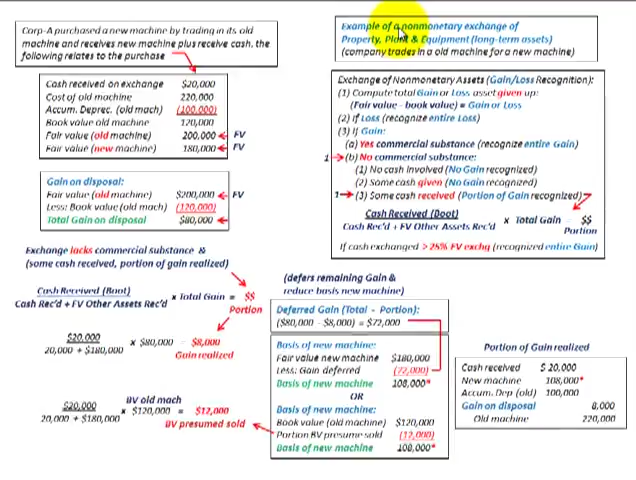 Corp-A purchased a new machine by trading in its old
machine and receives new machine plus receive cash. the
following relates to the purchase
Cash received on exchange $20,000
Cost of old machine 220,000
Accum. Deprec. (old mach) (100,000)
Book value old machine 120,000
Fair value (old machine) 200,000 FV
Fair value (new machine) 180,000 FV
Gain on disposal:
Fair value (old machine) $200,000 FV
Less: Book value (old mach) (120,000)
Total Gain on disposal $80,000
Exchange lacks commercial substance &
(some cash received, portion of gain realized)
Cash Received (Boot)
Cash Rec'd + FV Other Assets Rec'd x Total Gain = $$
Portion
$20,000
20,000 + $180,000 x $80,000 = $8,000
Gain realized
BV old mach
$20,000
20,000 + $180,000 x $120,000 = $12,000
BV presumed sold
Example of a nonmonetary exchange of
Property, Plant & Equipment (long-term assets)
(company trades in a old machine for a new machine)
Exchange of Nonmonetary Assets (Gain/Loss Recognition):
(1) Compute total Gain or Loss asset given up:
(Fair value - book value) = Gain or Loss
(2) If Loss (recognize entire Loss)
(3) If Gain:
(a) Yes commercial substance (recognize entire Gain)
1 (b) No commercial substance:
(1) No cash Involved (No Gain recognized)
(2) Some cash given (No Gain recognized)
1 (3) Some cash received (Portion of Gain recognized)
Cash Received (Boot)
Cash Rec'd + FV Other Assets Rec'd x Total Gain = $$
Portion
If cash exchanged > 25% FV exchg (recognized entire Gain)
(defers remaining Gain &
reduce basis new machine)
Deferred Gain (Total - Portion):
($80,000 - $8,000) = $72,000
Basis of new machine:
Fair value new machine $180,000
Less: Gain deferred (72,000)
Basis of new machine 108,000*
OR
Basis of new machine:
Book value (old machine) $120,000
Portion BV presume sold (12,000)
Basis of new machine 108,000*
Portion of Gain realized
Cash received $ 20,000
New machine 108,000*
Accum. Dep (old) 100,000
Gain on disposal 8,000
Old machine 220,000